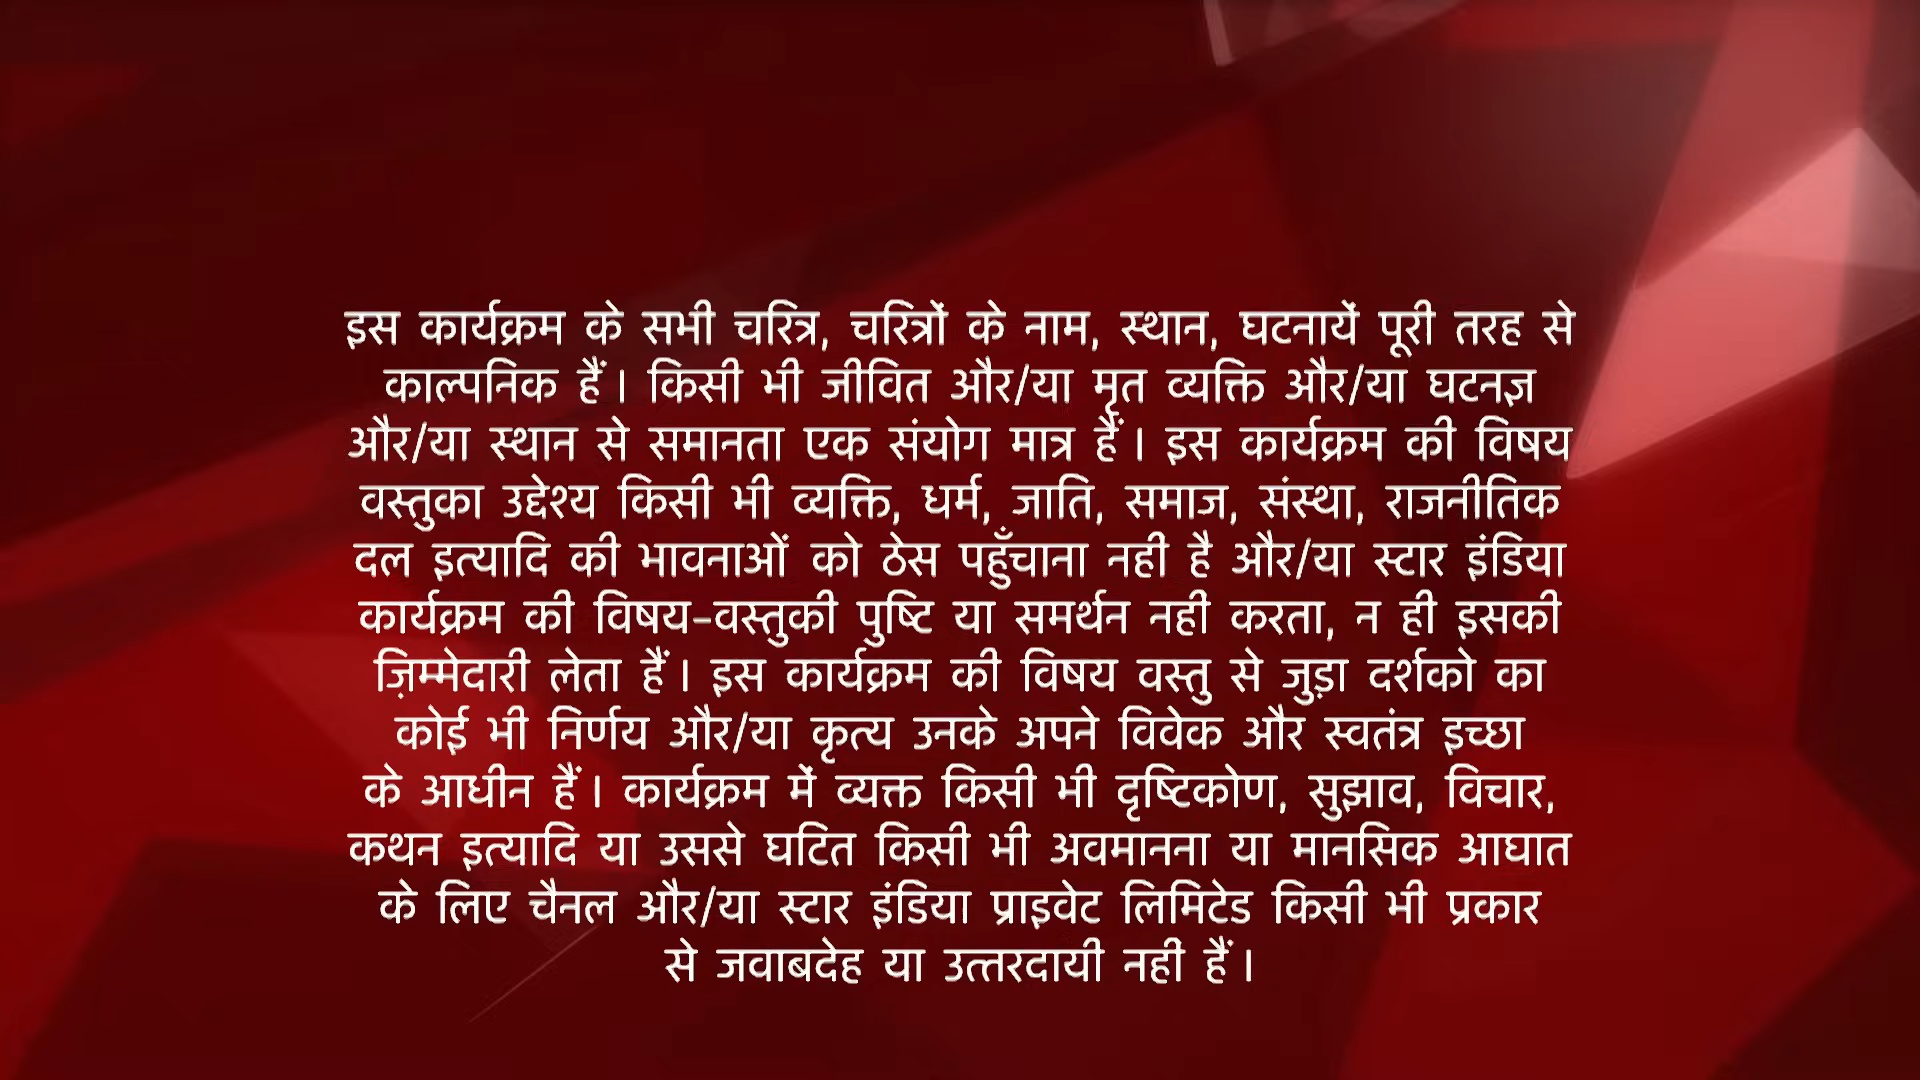 इस कार्यक्रम के सभी चरित्र, चरित्रों के नाम, स्थान, घटनायें पूरी तरह से
काल्पनिक हैं। किसी भी जीवित और/या मृत व्यक्ति और/या घटनज्ञ
और/या स्थान से समानता एक संयोग मात्र हैं। इस कार्यक्रम की विषय
वस्तुका उद्देश्य किसी भी व्यक्ति, धर्म, जाति, समाज, संस्था, राजनीतिक
दल इत्यादि की भावनाओं को ठेस पहुँचाना नही है और/या स्टार इंडिया
कार्यक्रम की विषय-वस्तुकी पुष्टि या समर्थन नही करता, न ही इसकी
ज़िम्मेदारी लेता हैं। इस कार्यक्रम की विषय वस्तु से जुड़ा दर्शको का
कोई भी निर्णय और/या कृत्य उनके अपने विवेक और स्वतंत्र इच्छा
के आधीन हैं। कार्यक्रम में व्यक्त किसी भी दृष्टिकोण, सुझाव, विचार,
कथन इत्यादि या उससे घटित किसी भी अवमानना या मानसिक आघात
के लिए चैनल और/या स्टार इंडिया प्राइवेट लिमिटेड किसी भी प्रकार
से जवाबदेह या उत्तरदायी नही हैं।